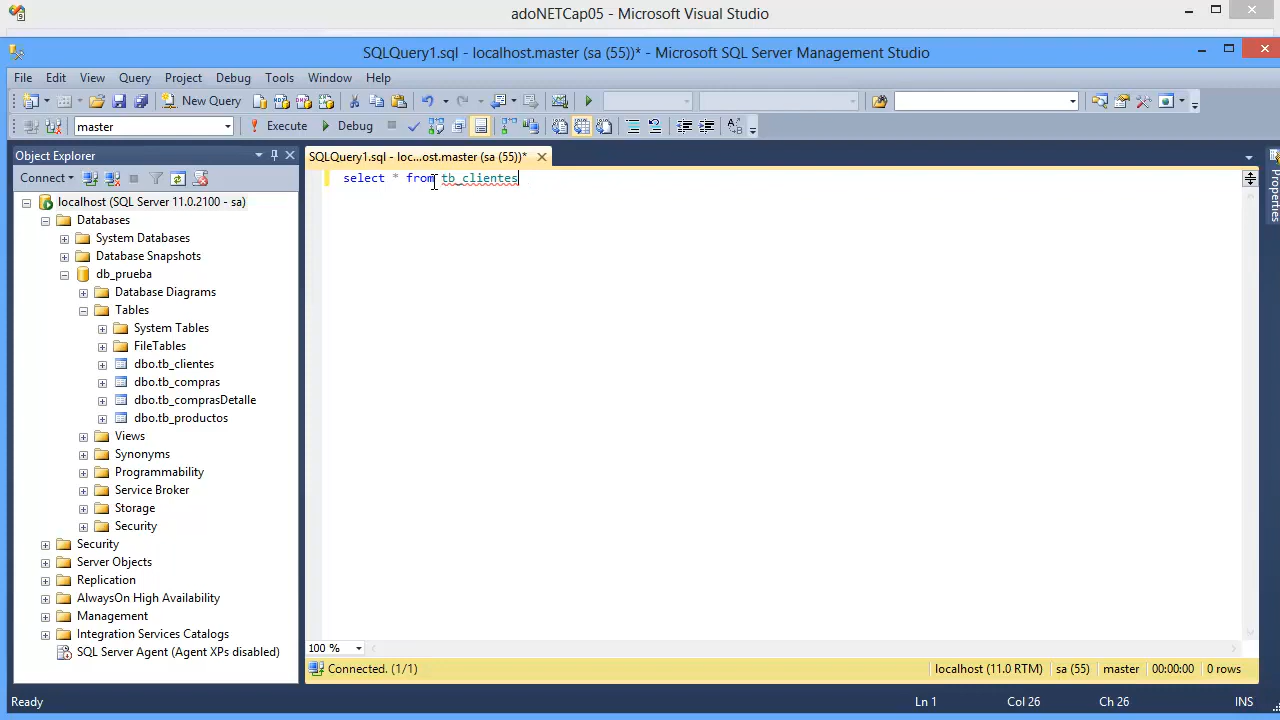 adoNETCap05 - Microsoft Visual Studio
SQLQuery1.sql - localhost.master (sa (55))* - Microsoft SQL Server Management Studio
File Edit View Query Project Debug Tools Window Help
New Query
master Execute Debug
Object Explorer
SQLQuery1.sql - loc...ost.master (sa (55))*
Connect
select * from tb_clientes
Properties
localhost (SQL Server 11.0.2100 - sa)
Databases
System Databases
Database Snapshots
db_prueba
Database Diagrams
Tables
System Tables
FileTables
dbo.tb_clientes
dbo.tb_compras
dbo.tb_comprasDetalle
dbo.tb_productos
Views
Synonyms
Programmability
Service Broker
Storage
Security
Security
Server Objects
Replication
AlwaysOn High Availability
Management
Integration Services Catalogs
SQL Server Agent (Agent XPs disabled)
100 %
Connected. (1/1) localhost (11.0 RTM) sa (55) master 00:00:00 0 rows
Ready Ln 1 Col 26 Ch 26 INS